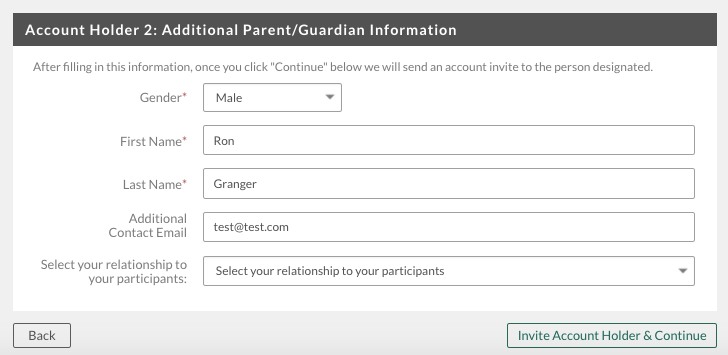 Account Holder 2: Additional Parent/Guardian Information
After filling in this information, once you click "Continue" below we will send an account invite to the person designated.
Gender* Male
First Name* Ron
Last Name* Granger
Additional
Contact Email test@test.com
Select your relationship to
your participants: Select your relationship to your participants
Back Invite Account Holder & Continue